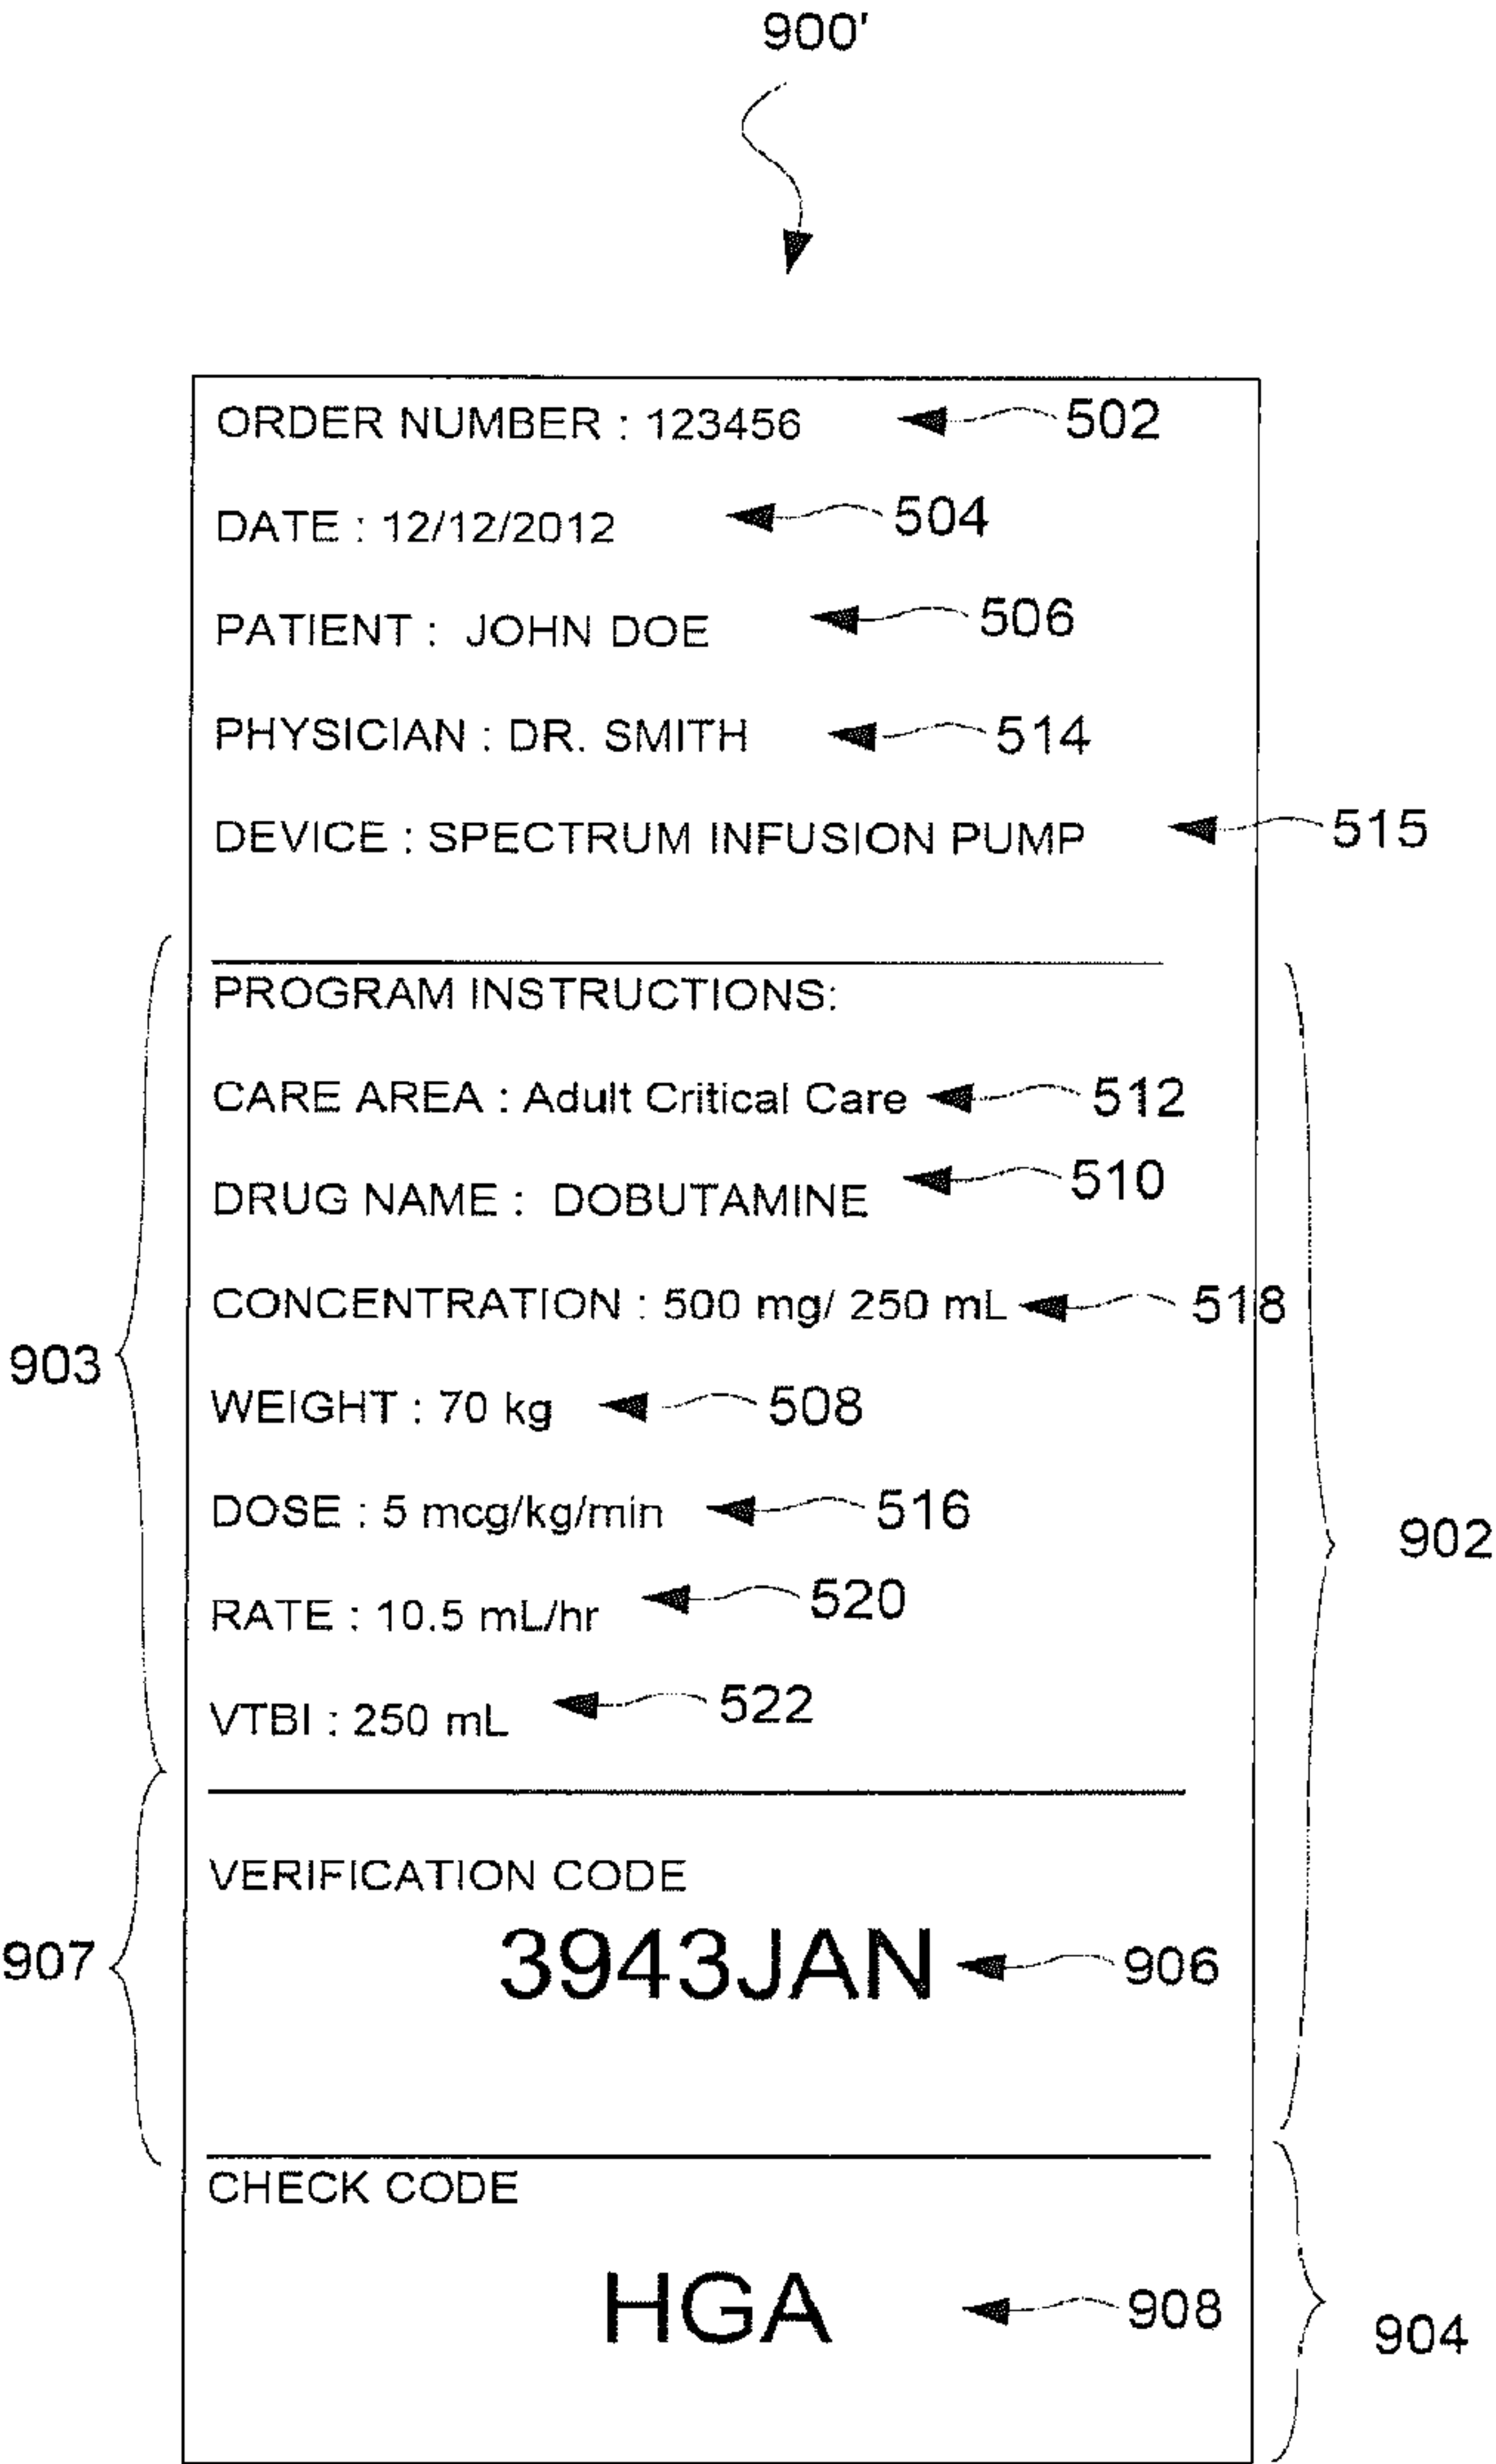 900'
ORDER NUMBER : 123456 502
DATE : 12/12/2012 504
PATIENT : JOHN DOE 506
PHYSICIAN : DR. SMITH 514
DEVICE : SPECTRUM INFUSION PUMP 515
PROGRAM INSTRUCTIONS:
CARE AREA : Adult Critical Care 512
DRUG NAME : DOBUTAMINE 510
CONCENTRATION : 500 mg/ 250 mL 518
903
WEIGHT : 70 kg 508
DOSE : 5 mcg/kg/min 516
902
RATE : 10.5 mL/hr 520
VTBI : 250 mL 522
VERIFICATION CODE
907
3943JAN 906
CHECK CODE
HGA 908
904